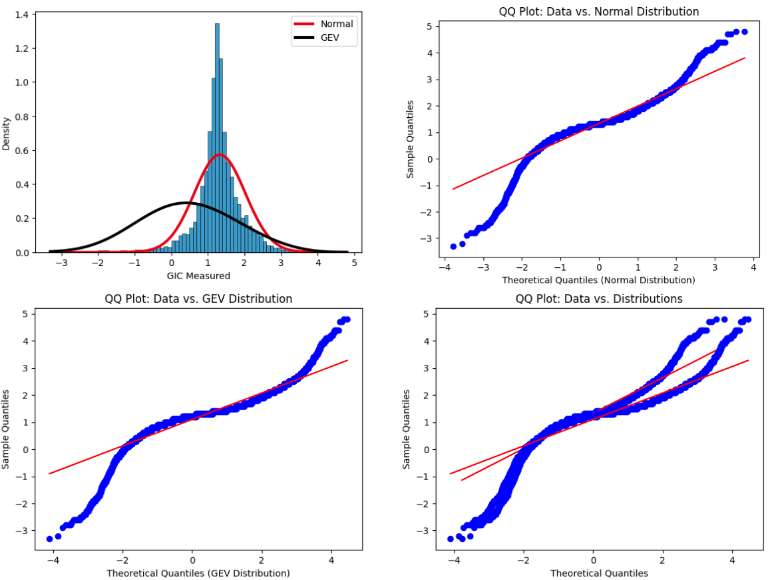 QQ Plot: Data vs. Normal Distribution
Normal
GEV
Density
1.4
1.2
1.0
0.8
0.6
0.4
0.2
0.0
−3 −2 −1 0 1 2 3 4 5
GIC Measured
Sample Quantiles
5
4
3
2
1
0
−1
−2
−3
−4 −3 −2 −1 0 1 2 3 4
Theoretical Quantiles (Normal Distribution)
QQ Plot: Data vs. GEV Distribution
Sample Quantiles
5
4
3
2
1
0
−1
−2
−3
−4 −2 0 2 4
Theoretical Quantiles (GEV Distribution)
QQ Plot: Data vs. Distributions
Sample Quantiles
5
4
3
2
1
0
−1
−2
−3
−4 −2 0 2 4
Theoretical Quantiles